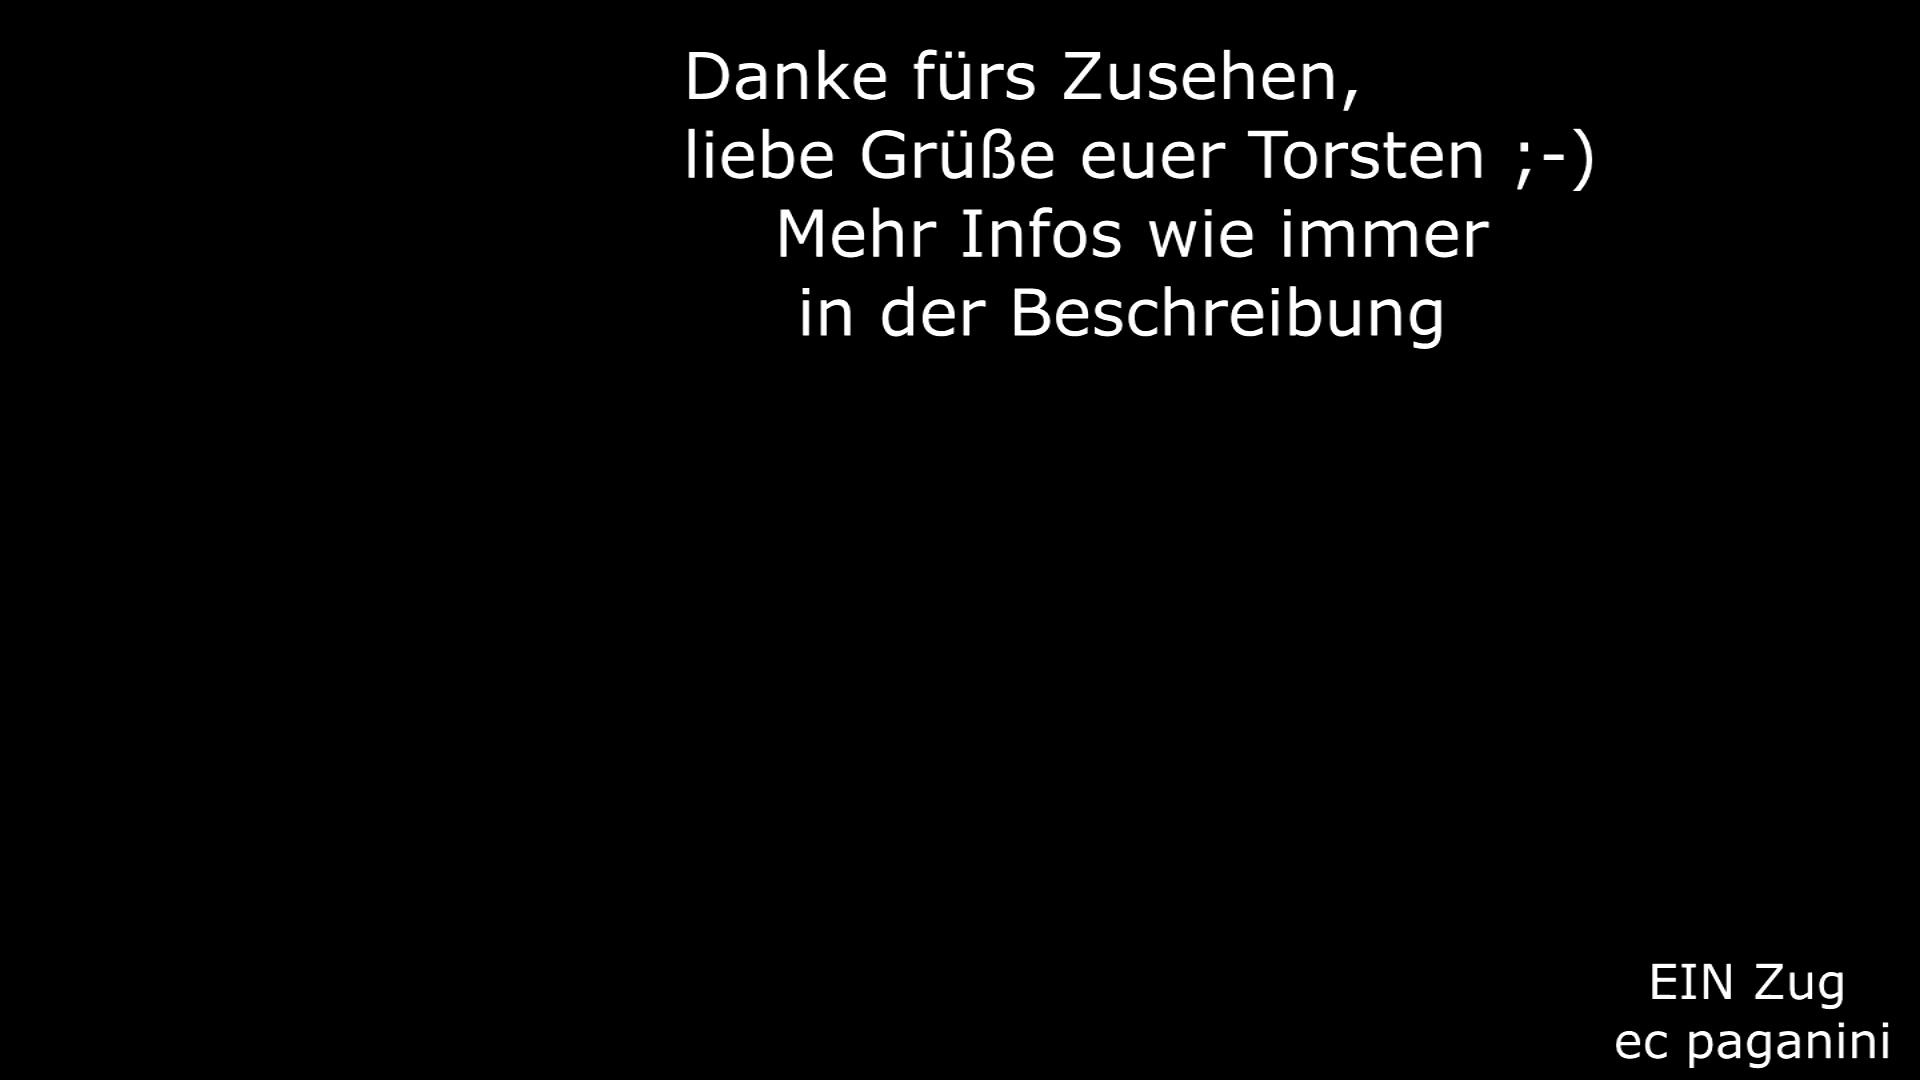 Danke fürs Zusehen,
liebe Grüße euer Torsten ;-)
Mehr Infos wie immer
in der Beschreibung
EIN Zug
ec paganini